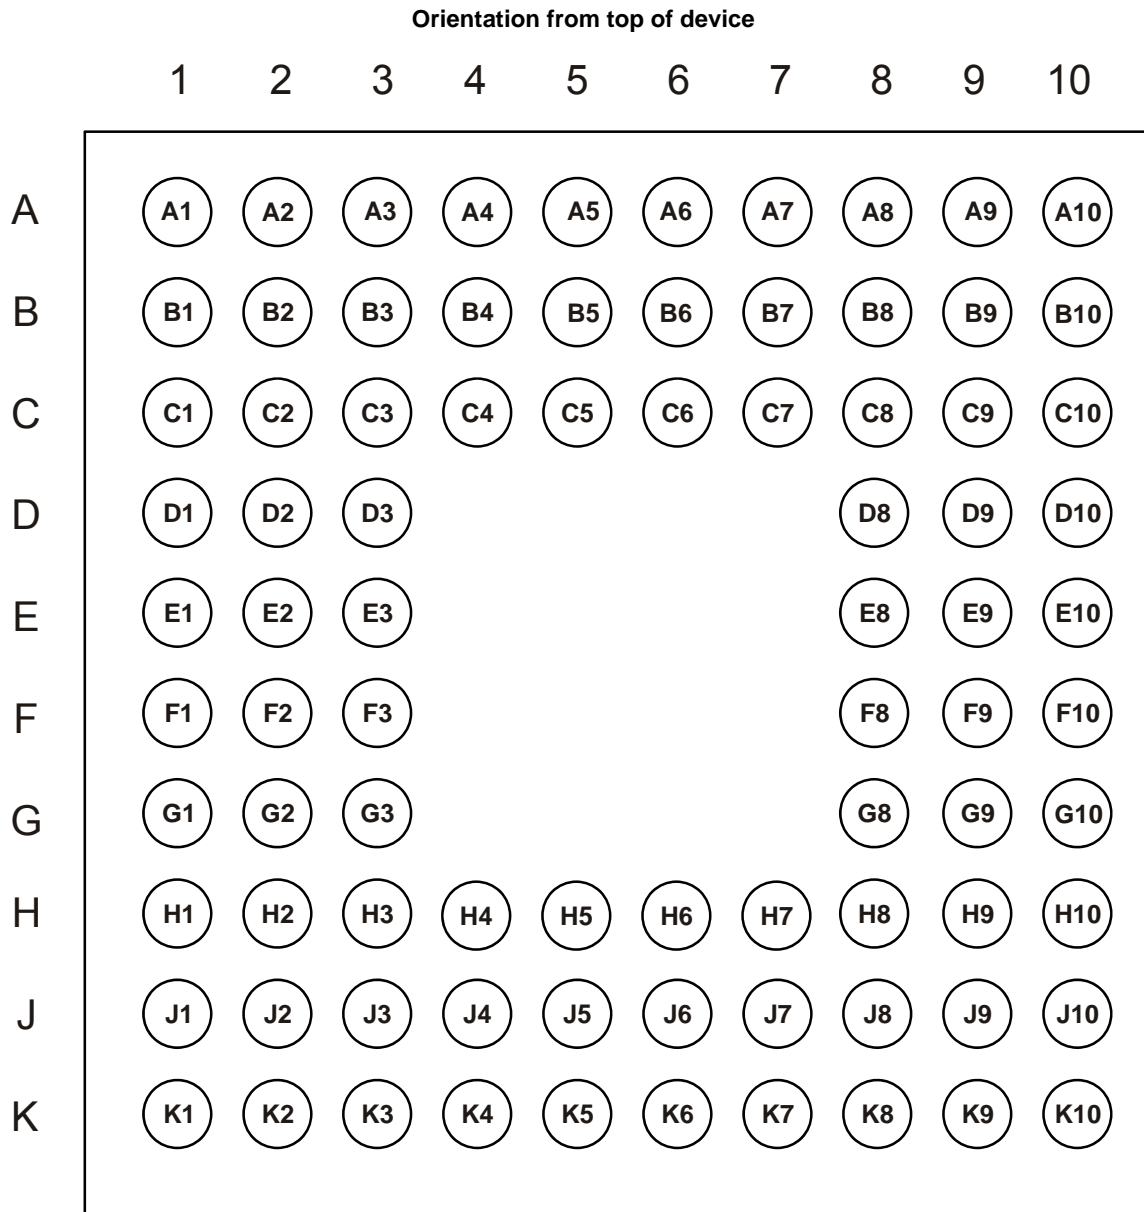 Orientation from top of device
1 2 3 4 5 6 7 8 9 10
A A1 A2 A3 A4 A5 A6 A7 A8 A9 A10
B B1 B2 B3 B4 B5 B6 B7 B8 B9 B10
C C1 C2 C3 C4 C5 C6 C7 C8 C9 C10
D D1 D2 D3 D8 D9 D10
E E1 E2 E3 E8 E9 E10
F F1 F2 F3 F8 F9 F10
G G1 G2 G3 G8 G9 G10
H H1 H2 H3 H4 H5 H6 H7 H8 H9 H10
J J1 J2 J3 J4 J5 J6 J7 J8 J9 J10
K K1 K2 K3 K4 K5 K6 K7 K8 K9 K10